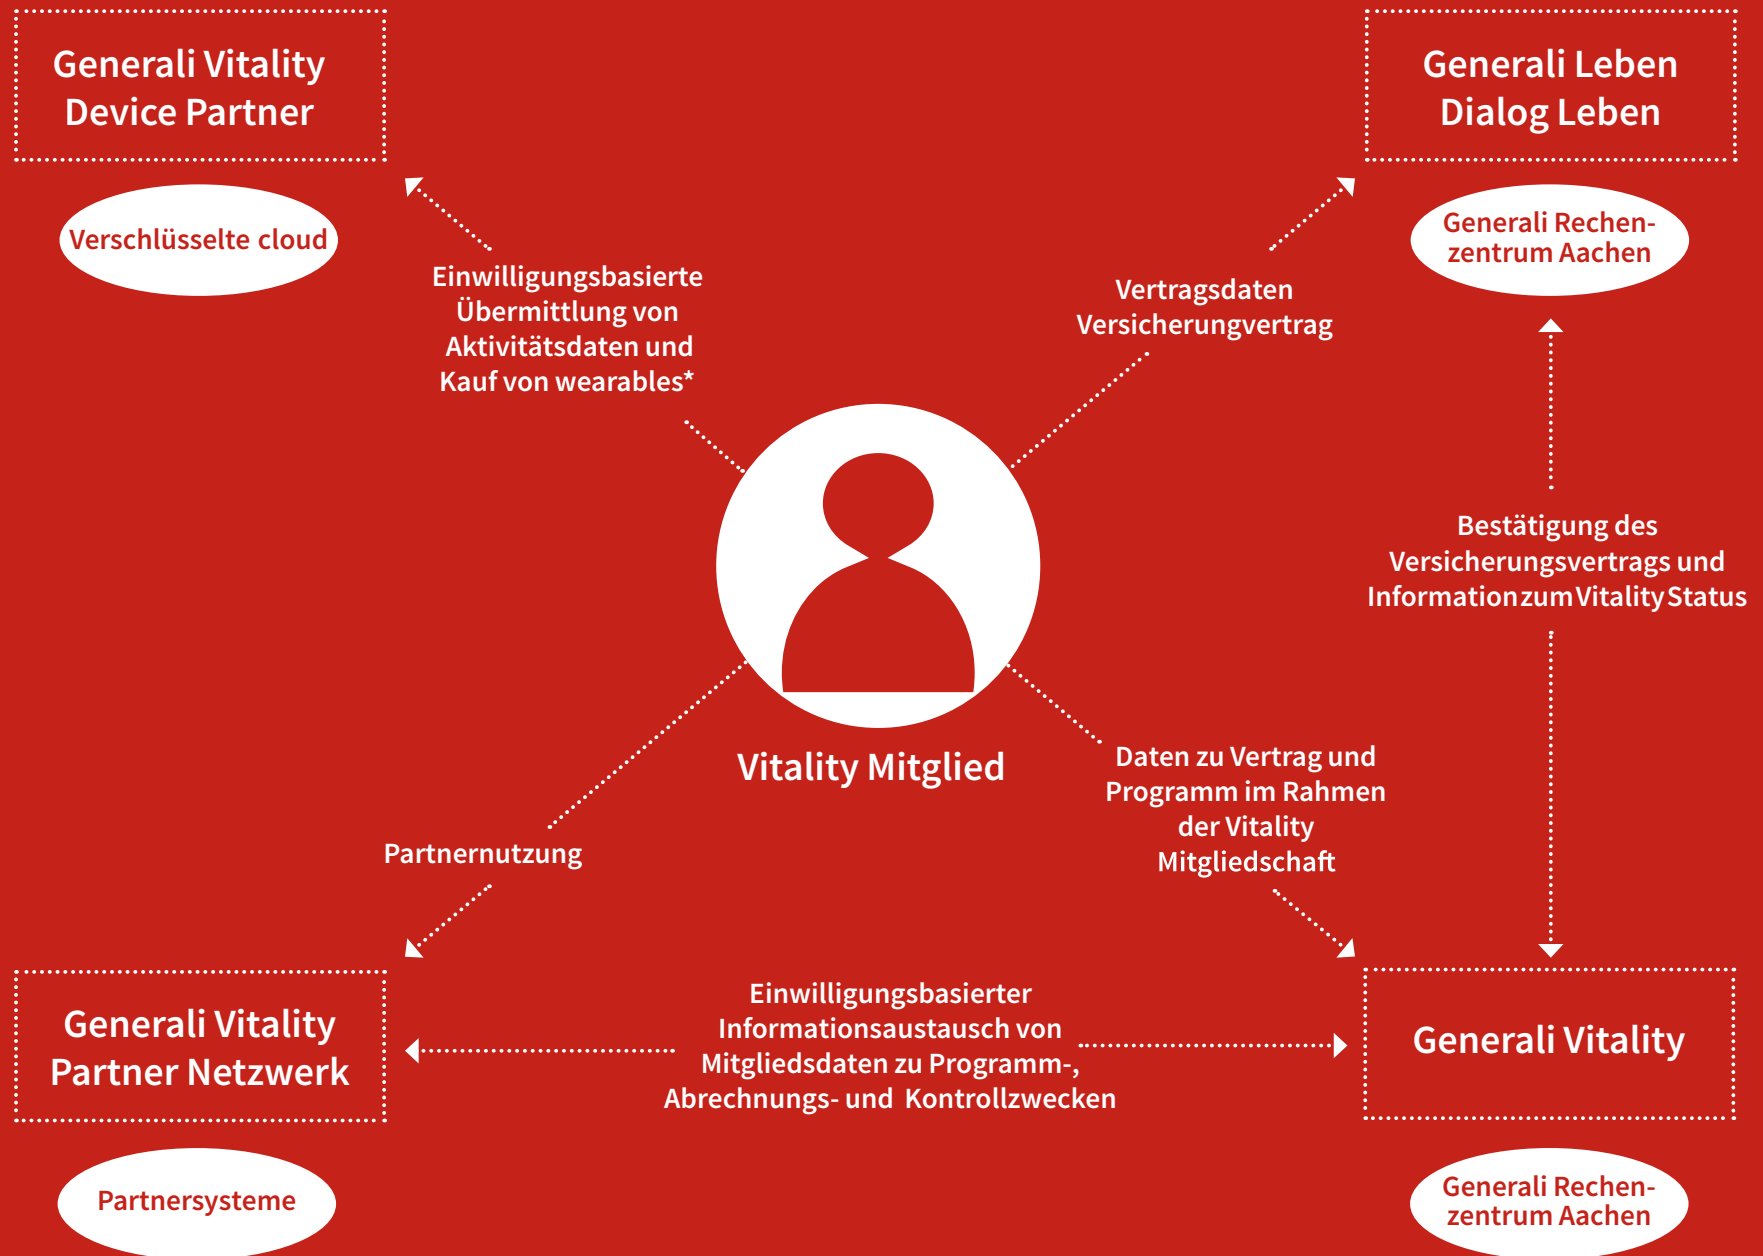 Generali Vitality
Device Partner
Verschlüsselte cloud
Generali Leben
Dialog Leben
Generali Rechen-
zentrum Aachen
Einwilligungsbasierte
Übermittlung von
Aktivitätsdaten und
Kauf von wearables*
Vertragsdaten
Versicherungvertrag
Bestätigung des
Versicherungsvertrags und
Information zum Vitality Status
Vitality Mitglied
Daten zu Vertrag und
Programm im Rahmen
der Vitality
Mitgliedschaft
Partnernutzung
Generali Vitality
Partner Netzwerk
Partnersysteme
Einwilligungsbasierter
Informationsaustausch von
Mitgliedsdaten zu Programm-,
Abrechnungs- und Kontrollzwecken
Generali Vitality
Generali Rechen-
zentrum Aachen